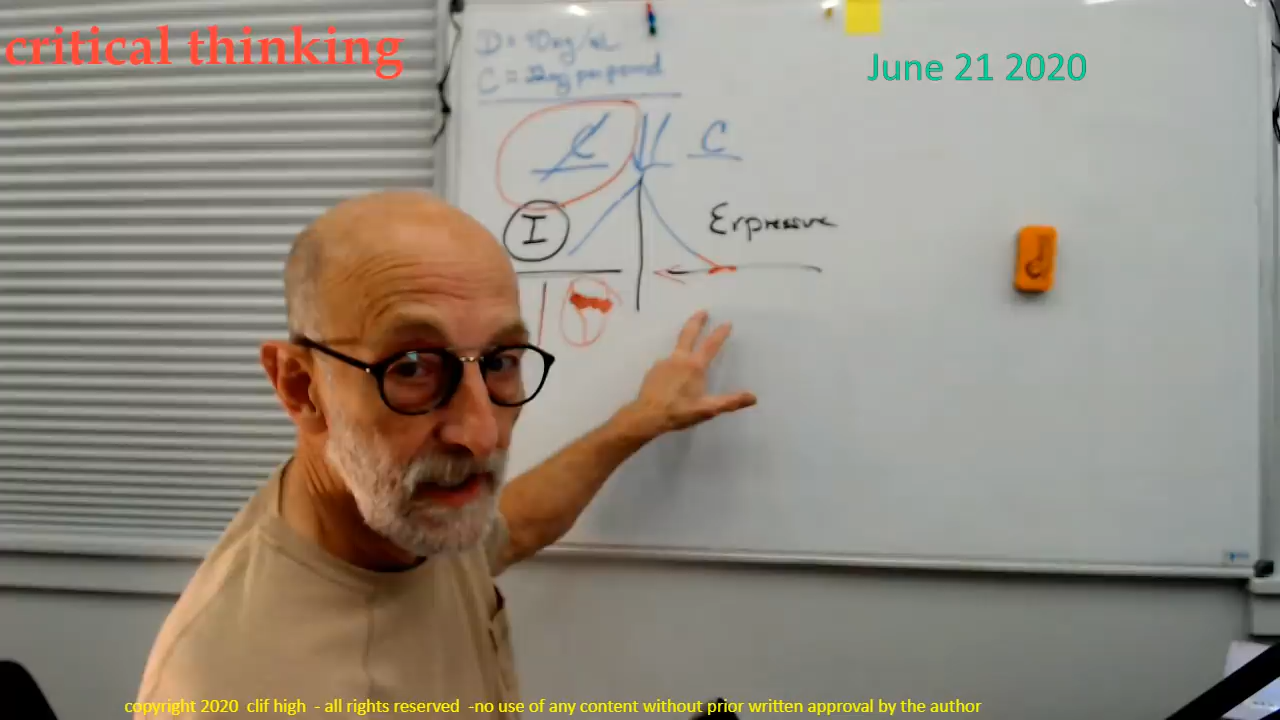 critical thinking
June 21 2020
C
C
I
Expressive
copyright 2020 clif high - all rights reserved -no use of any content without prior written approval by the author